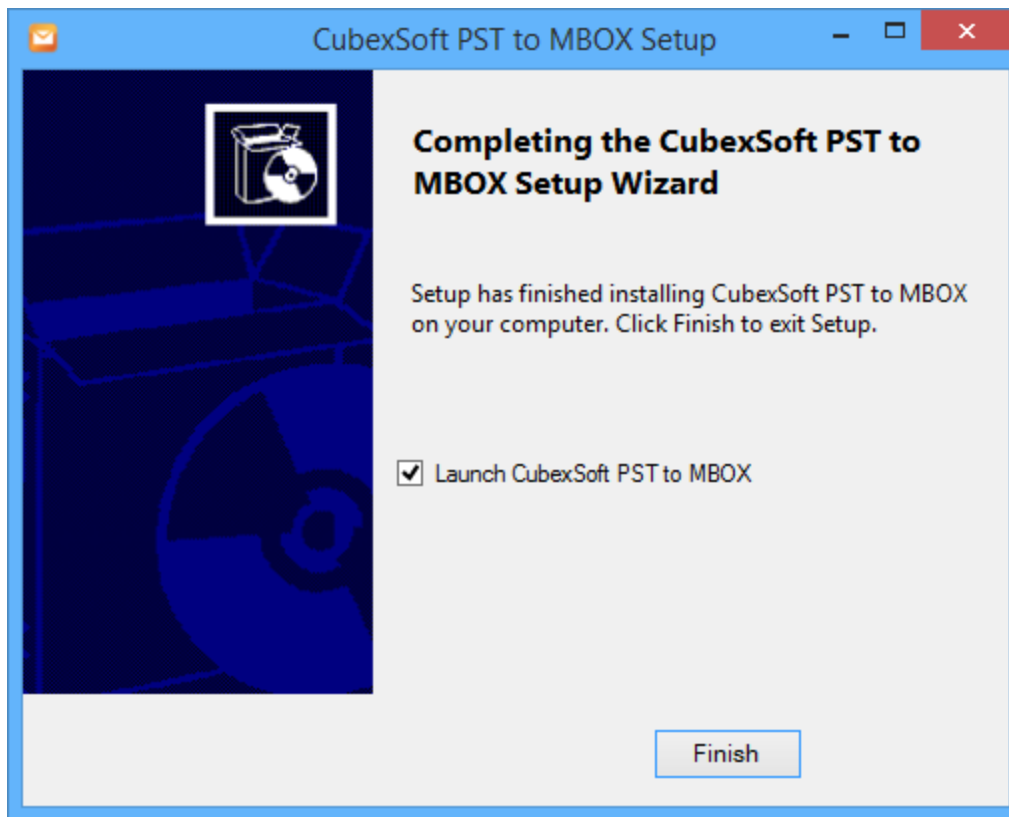 CubexSoft PST to MBOX Setup
Completing the CubexSoft PST to
MBOX Setup Wizard
Setup has finished installing CubexSoft PST to MBOX
on your computer. Click Finish to exit Setup.
Launch CubexSoft PST to MBOX
Finish